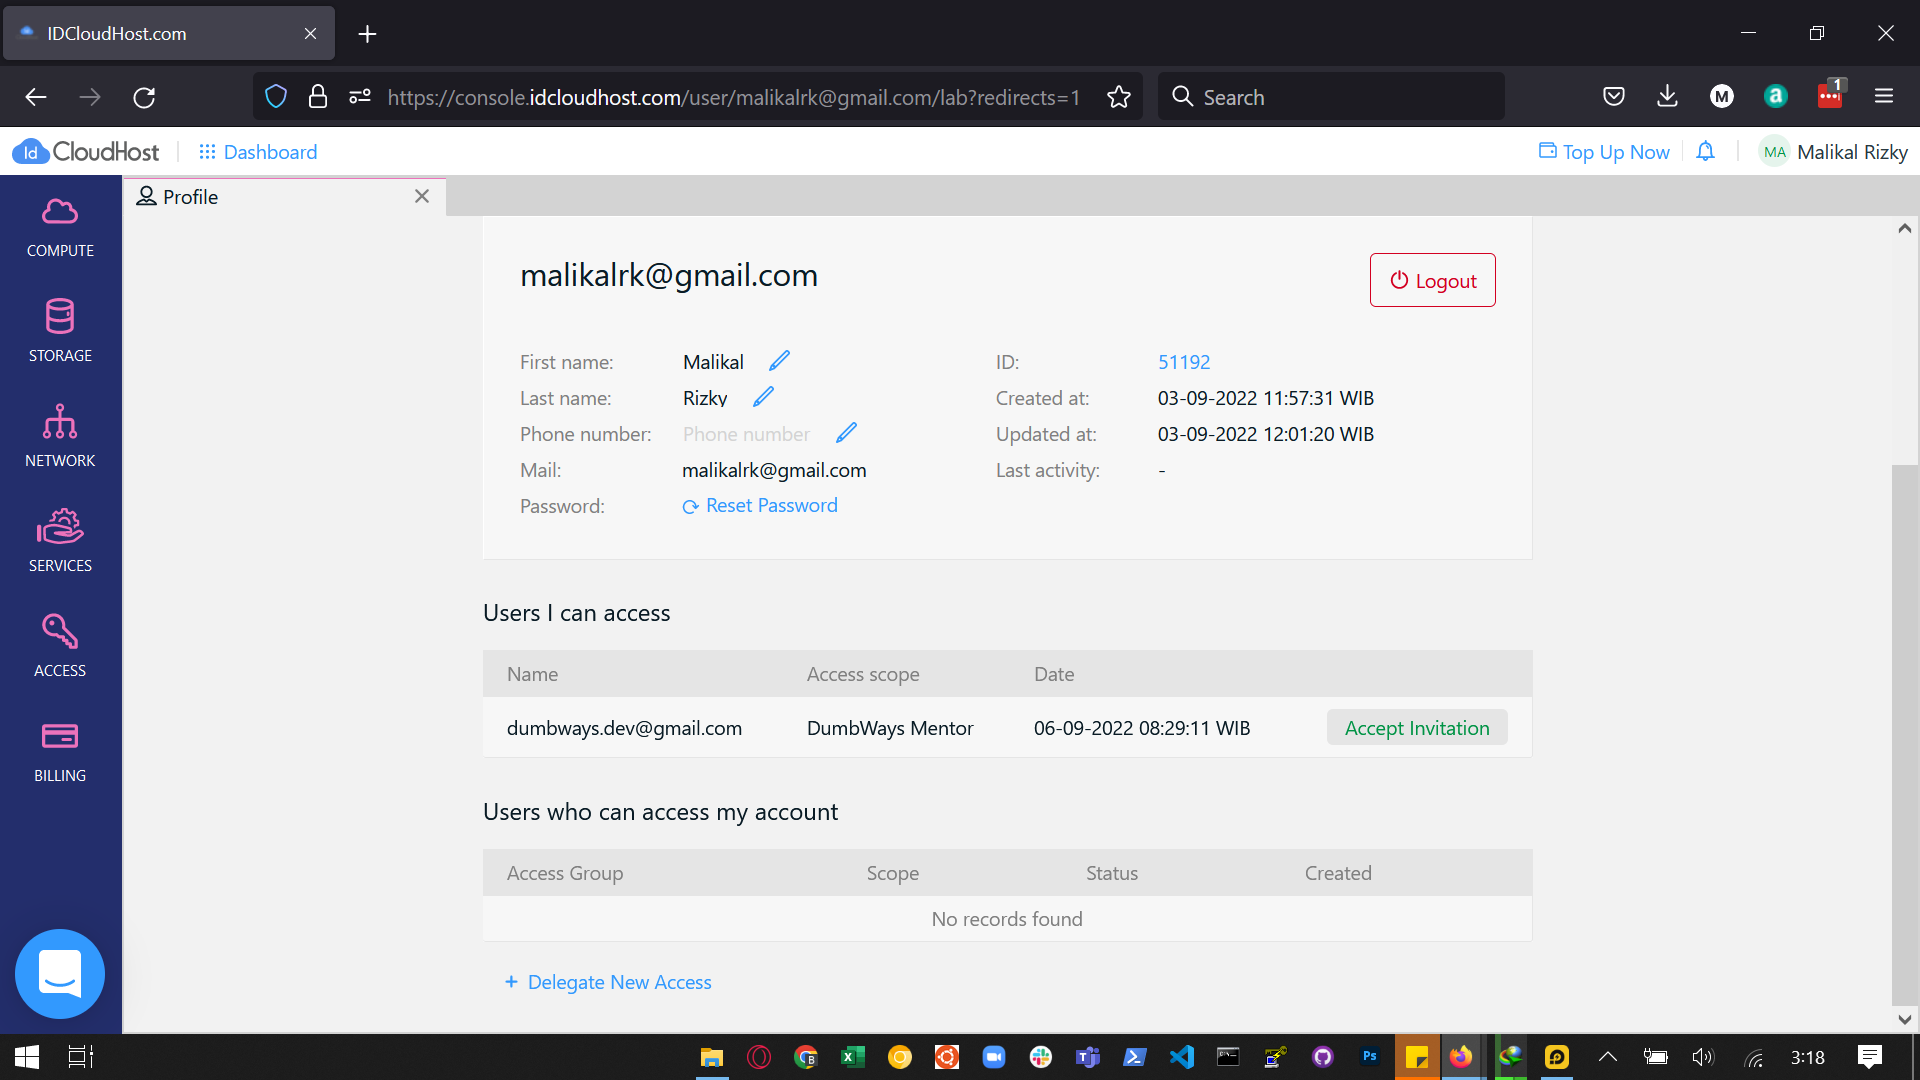 IDCloudHost.com
https://console.idcloudhost.com/user/malikalrk@gmail.com/lab?redirects=1
Search
M
a
1
Id CloudHost
Dashboard
Top Up Now
MA
Malikal Rizky
Profile
COMPUTE
STORAGE
NETWORK
SERVICES
ACCESS
BILLING
malikalrk@gmail.com
Logout
First name: Malikal
Last name: Rizky
Phone number: Phone number
Mail: malikalrk@gmail.com
Password: Reset Password
ID: 51192
Created at: 03-09-2022 11:57:31 WIB
Updated at: 03-09-2022 12:01:20 WIB
Last activity: -
Users I can access
Name Access scope Date
dumbways.dev@gmail.com DumbWays Mentor 06-09-2022 08:29:11 WIB Accept Invitation
Users who can access my account
Access Group Scope Status Created
No records found
+ Delegate New Access
B
Ps
3:18